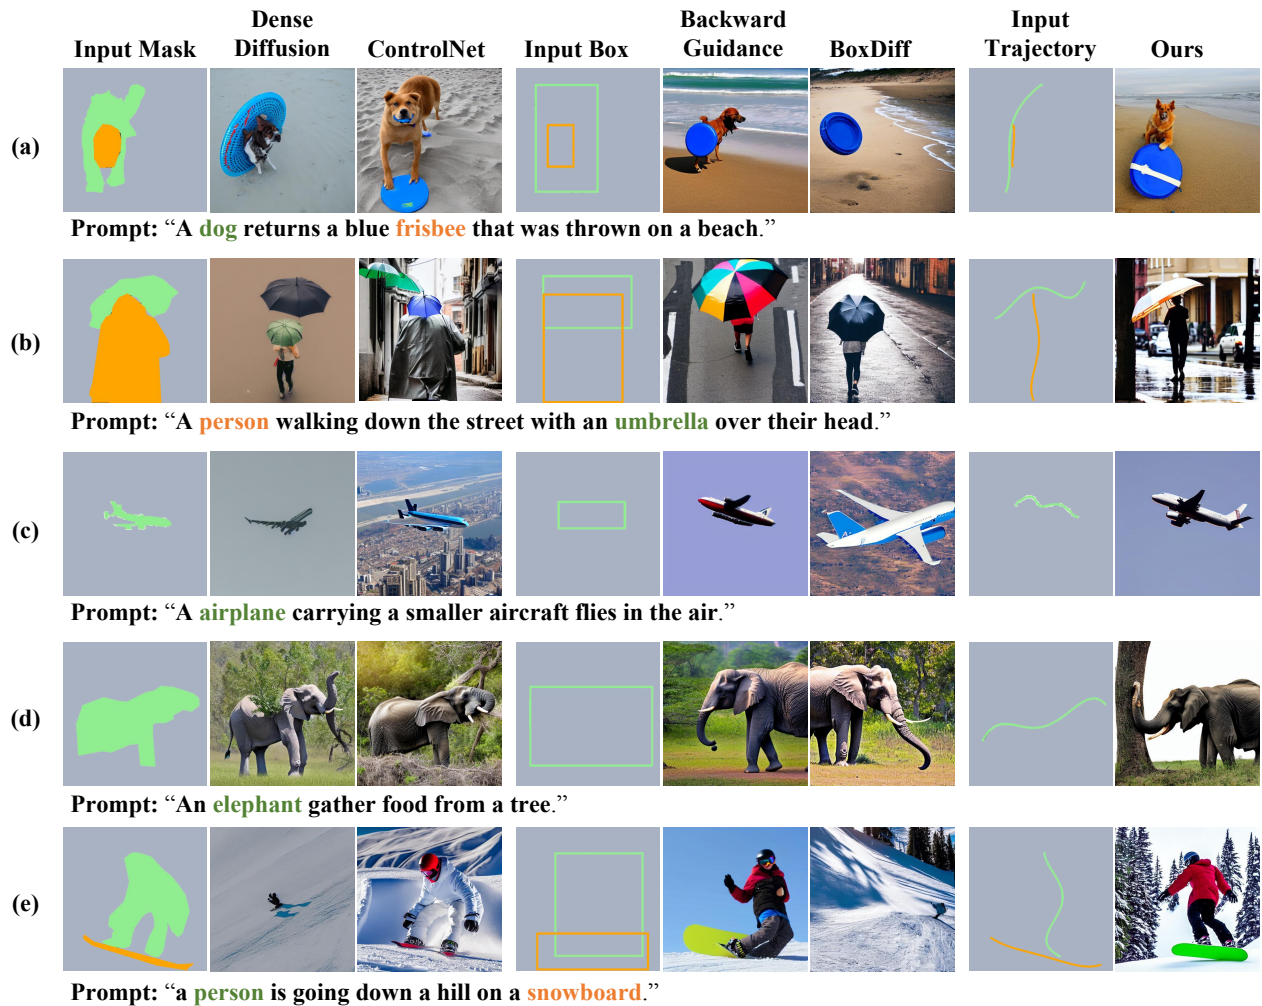 Input Mask Dense Diffusion ControlNet Input Box Backward Guidance BoxDiff Input Trajectory Ours
(a)
Prompt: “A dog returns a blue frisbee that was thrown on a beach.”
(b)
Prompt: “A person walking down the street with an umbrella over their head.”
(c)
Prompt: “A airplane carrying a smaller aircraft flies in the air.”
(d)
Prompt: “An elephant gather food from a tree.”
(e)
Prompt: “a person is going down a hill on a snowboard.”